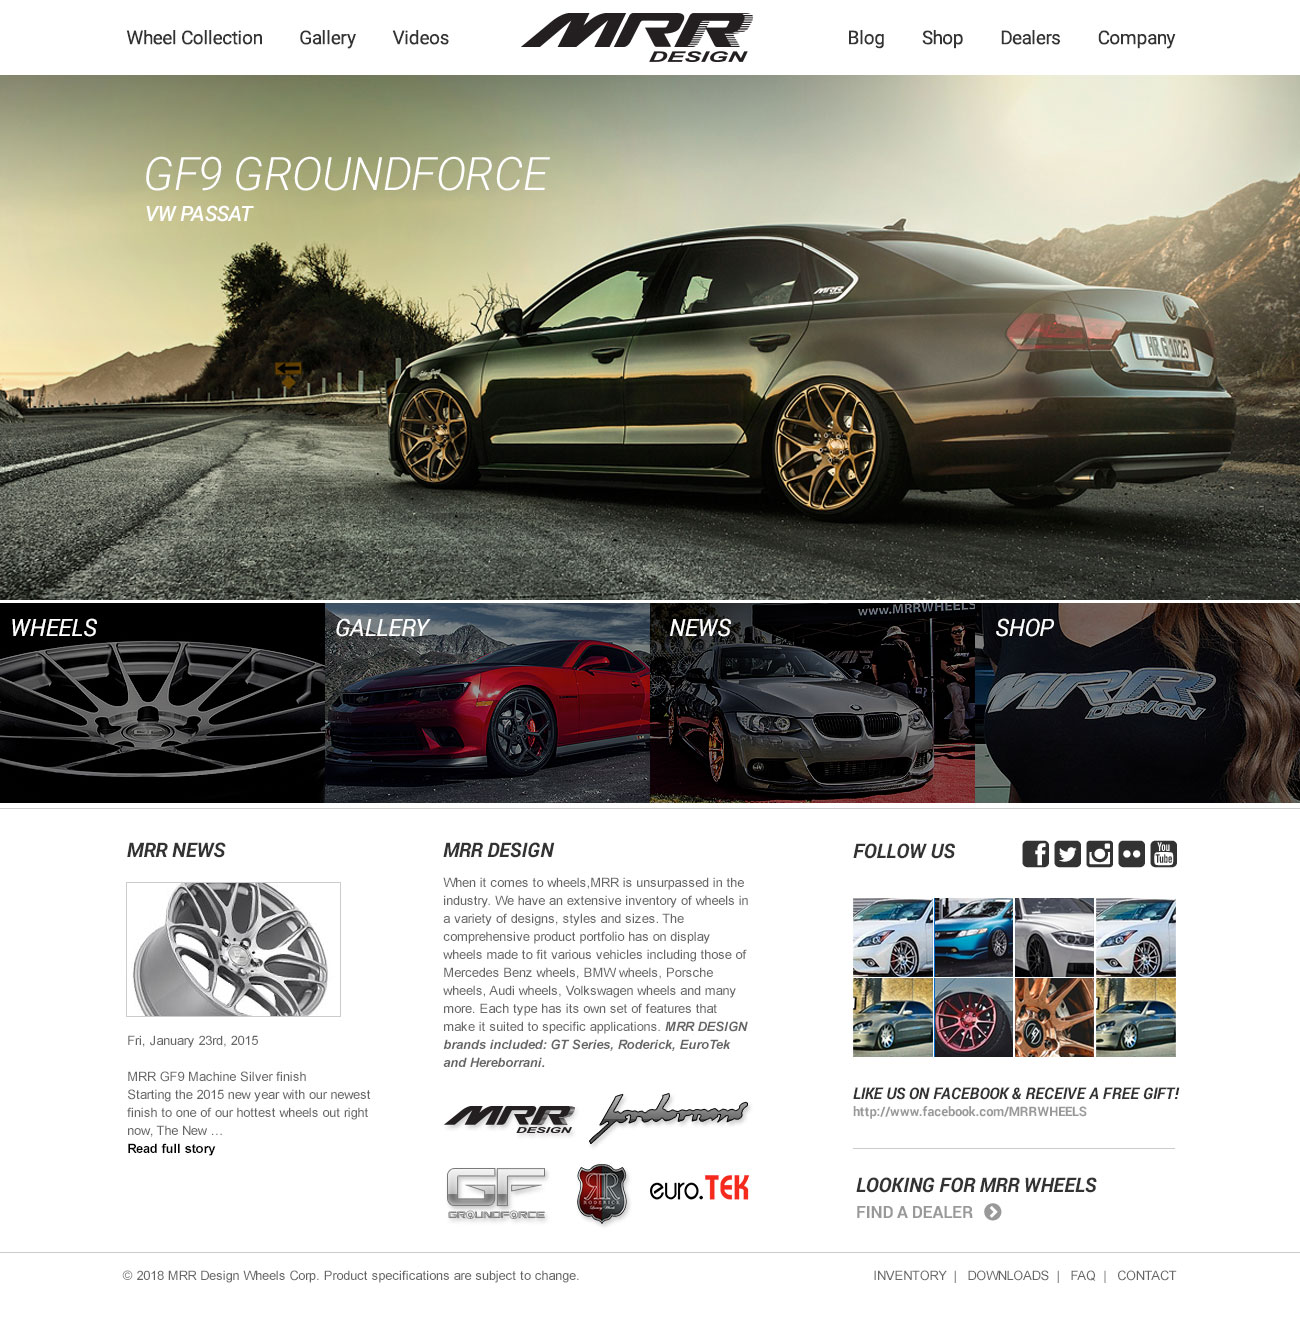 Wheel Collection
Gallery
Videos
MRR
DESIGN
Blog
Shop
Dealers
Company
GF9 GROUNDFORCE
VW PASSAT
MRR
HR G 1025
WHEELS
GALLERY
NEWS
www.MRRWHEELS
MRR
SHOP
MRR
DESIGN
MRR NEWS
Fri, January 23rd, 2015
MRR GF9 Machine Silver finish
Starting the 2015 new year with our newest
finish to one of our hottest wheels out right
now, The New ...
Read full story
MRR DESIGN
When it comes to wheels,MRR is unsurpassed in the
industry. We have an extensive inventory of wheels in
a variety of designs, styles and sizes. The
comprehensive product portfolio has on display
wheels made to fit various vehicles including those of
Mercedes Benz wheels, BMW wheels, Porsche
wheels, Audi wheels, Volkswagen wheels and many
more. Each type has its own set of features that
make it suited to specific applications. MRR DESIGN
brands included: GT Series, Roderick, EuroTek
and Hereborrani.
MRR
DESIGN
GF
GROUNDFORCE
RR
RODERICK
euro.TEK
FOLLOW US
You
Tube
LIKE US ON FACEBOOK & RECEIVE A FREE GIFT!
http://www.facebook.com/MRRWHEELS
LOOKING FOR MRR WHEELS
FIND A DEALER
© 2018 MRR Design Wheels Corp. Product specifications are subject to change.
INVENTORY | DOWNLOADS | FAQ | CONTACT